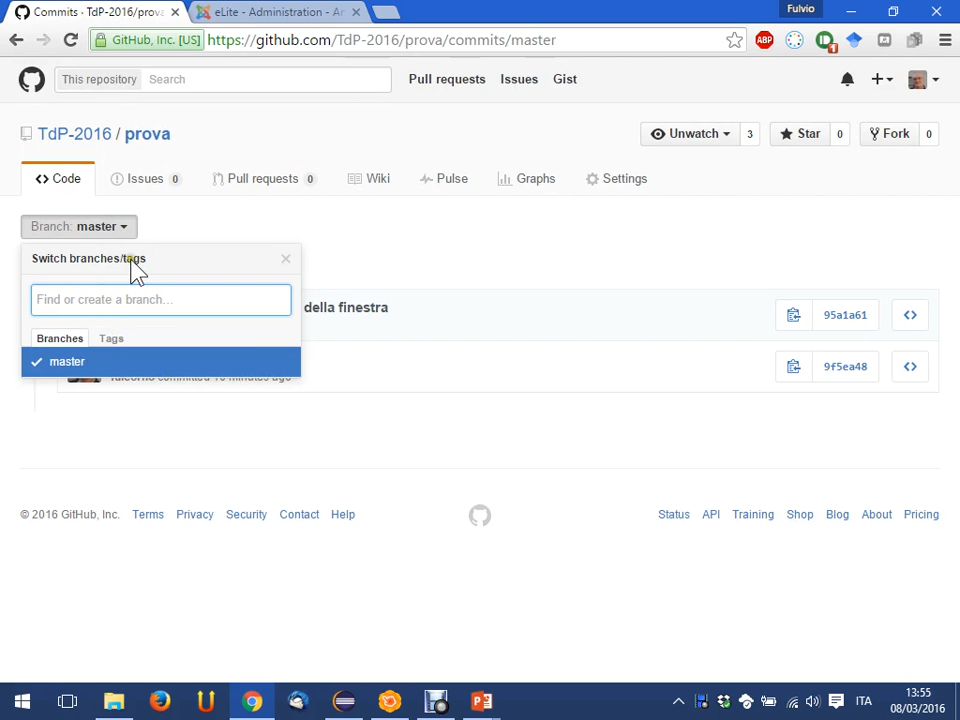 Commits · TdP-2016/prova
eLite - Administration - Ar
Fulvio
GitHub, Inc. [US]
https://github.com/TdP-2016/prova/commits/master
ABP
1
This repository
Search
Pull requests
Issues
Gist
TdP-2016 / prova
Unwatch
3
Star
0
Fork
0
Code
Issues 0
Pull requests 0
Wiki
Pulse
Graphs
Settings
Branch: master
Switch branches/tags
Find or create a branch...
Branches
Tags
master
della finestra
95a1a61
9f5ea48
© 2016 GitHub, Inc.
Terms
Privacy
Security
Contact
Help
Status
API
Training
Shop
Blog
About
Pricing
ITA
13:55
08/03/2016